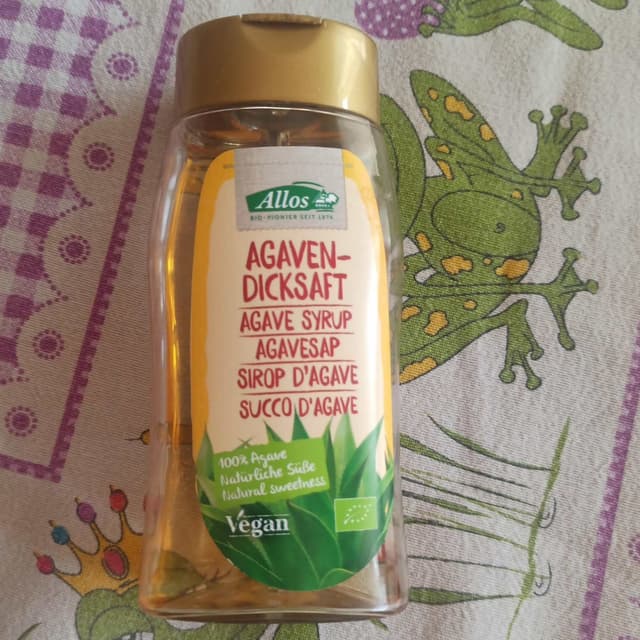 Allos
BIO-PIONIER SEIT 1974
AGAVEN-
DICKSAFT
AGAVE SYRUP
AGAVESAP
SIROP D'AGAVE
SUCCO D'AGAVE
100% Agave
Natürliche Süße
Natural sweetness
Vegan